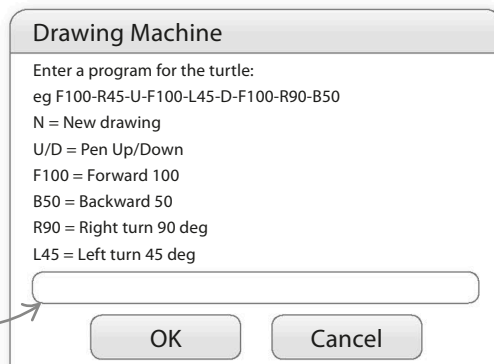 Drawing Machine
Enter a program for the turtle:
eg F100-R45-U-F100-L45-D-F100-R90-B50
N = New drawing
U/D = Pen Up/Down
F100 = Forward 100
B50 = Backward 50
R90 = Right turn 90 deg
L45 = Left turn 45 deg
OK Cancel